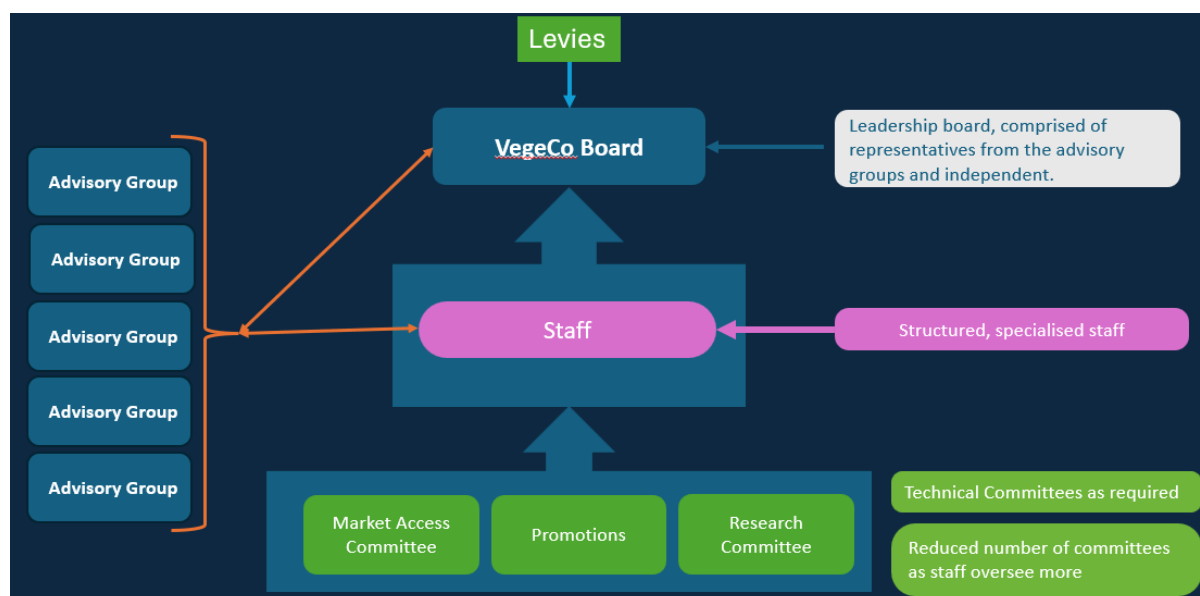 Levies
VegeCo Board
Leadership board, comprised of
representatives from the advisory
groups and independent.
Advisory Group
Advisory Group
Advisory Group
Advisory Group
Advisory Group
Staff
Structured, specialised staff
Market Access
Committee
Promotions
Research
Committee
Technical Committees as required
Reduced number of committees
as staff oversee more